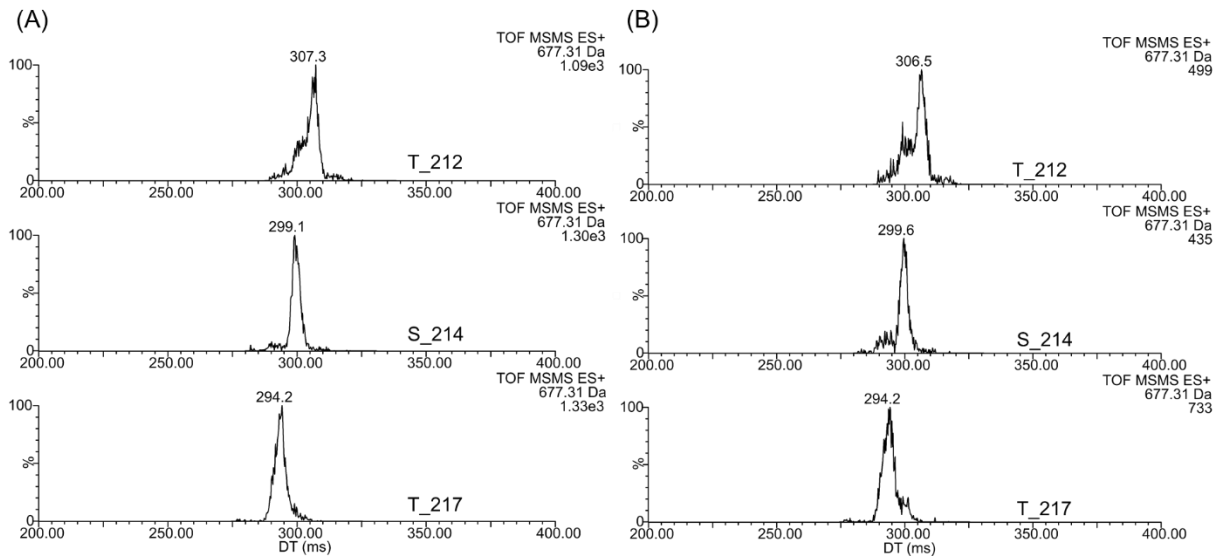 (A)
TOF MSMS ES+
677.31 Da
1.09e3
307.3
100
%
0
T_212
200.00 250.00 300.00 350.00 400.00
TOF MSMS ES+
677.31 Da
1.30e3
299.1
100
%
0
S_214
200.00 250.00 300.00 350.00 400.00
TOF MSMS ES+
677.31 Da
1.33e3
294.2
100
%
0
T_217
200.00 250.00 300.00 350.00 400.00
DT (ms)
(B)
TOF MSMS ES+
677.31 Da
499
306.5
100
%
0
T_212
200.00 250.00 300.00 350.00 400.00
TOF MSMS ES+
677.31 Da
435
299.6
100
%
0
S_214
200.00 250.00 300.00 350.00 400.00
TOF MSMS ES+
677.31 Da
733
294.2
100
%
0
T_217
200.00 250.00 300.00 350.00 400.00
DT (ms)